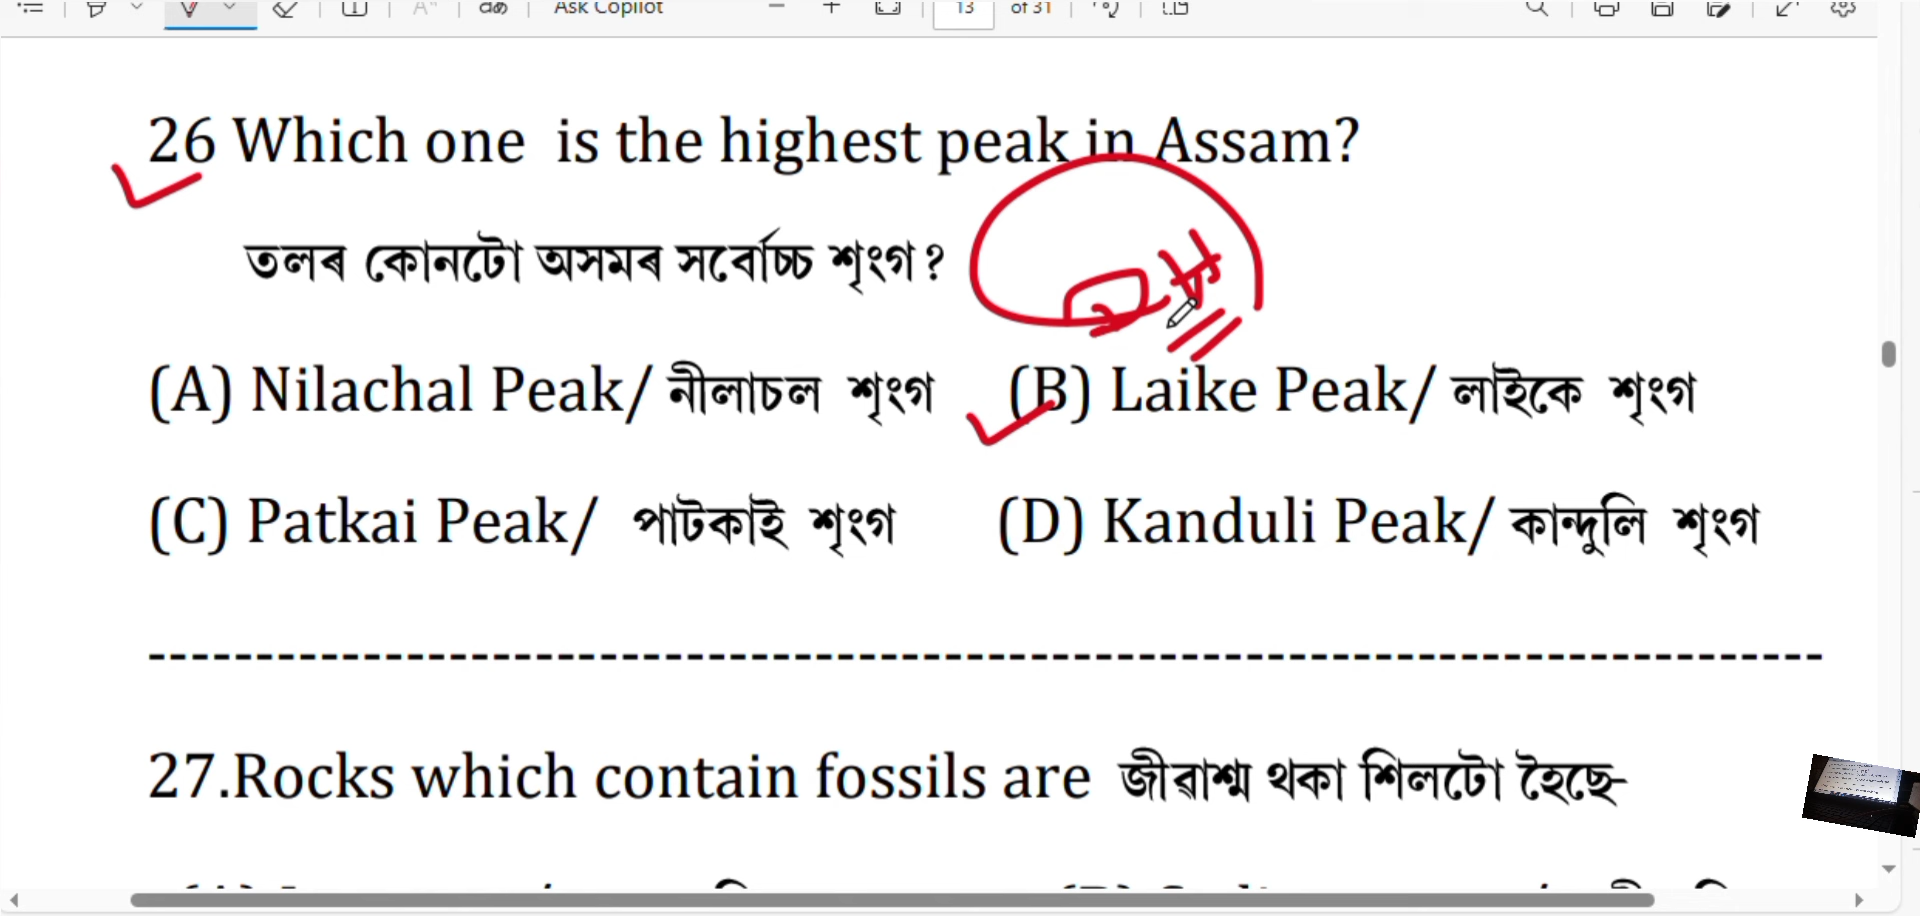 Ask Copilot 13 of 31
26 Which one is the highest peak in Assam?
তলৰ কোনটো অসমৰ সৰ্বোচ্চ শৃংগ?
(A) Nilachal Peak/ নীলাচল শৃংগ (B) Laike Peak/ লাইকে শৃংগ
(C) Patkai Peak/ পাটকাই শৃংগ (D) Kanduli Peak/ কান্দুলি শৃংগ
27.Rocks which contain fossils are জীৱাশ্ম থকা শিলটো হৈছে-